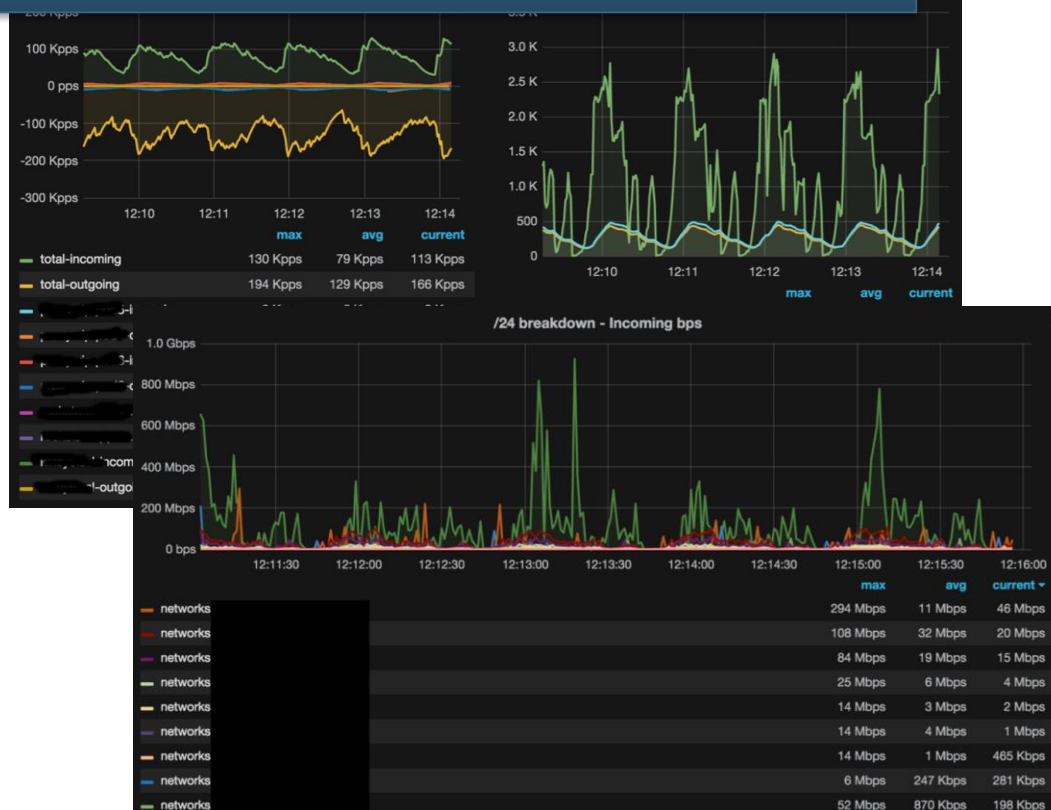 100 Kpps
0 pps
-100 Kpps
-200 Kpps
-300 Kpps
12:10 12:11 12:12 12:13 12:14
max avg current
total-incoming 130 Kpps 79 Kpps 113 Kpps
total-outgoing 194 Kpps 129 Kpps 166 Kpps
3.0 K
2.5 K
2.0 K
1.5 K
1.0 K
500
0
12:10 12:11 12:12 12:13 12:14
max avg current
/24 breakdown - Incoming bps
1.0 Gbps
800 Mbps
600 Mbps
400 Mbps
200 Mbps
0 bps
12:11:30 12:12:00 12:12:30 12:13:00 12:13:30 12:14:00 12:14:30 12:15:00 12:15:30 12:16:00
max avg current
networks 294 Mbps 11 Mbps 46 Mbps
networks 108 Mbps 32 Mbps 20 Mbps
networks 84 Mbps 19 Mbps 15 Mbps
networks 25 Mbps 6 Mbps 4 Mbps
networks 14 Mbps 3 Mbps 2 Mbps
networks 14 Mbps 4 Mbps 1 Mbps
networks 14 Mbps 1 Mbps 465 Kbps
networks 6 Mbps 247 Kbps 281 Kbps
networks 52 Mbps 870 Kbps 198 Kbps